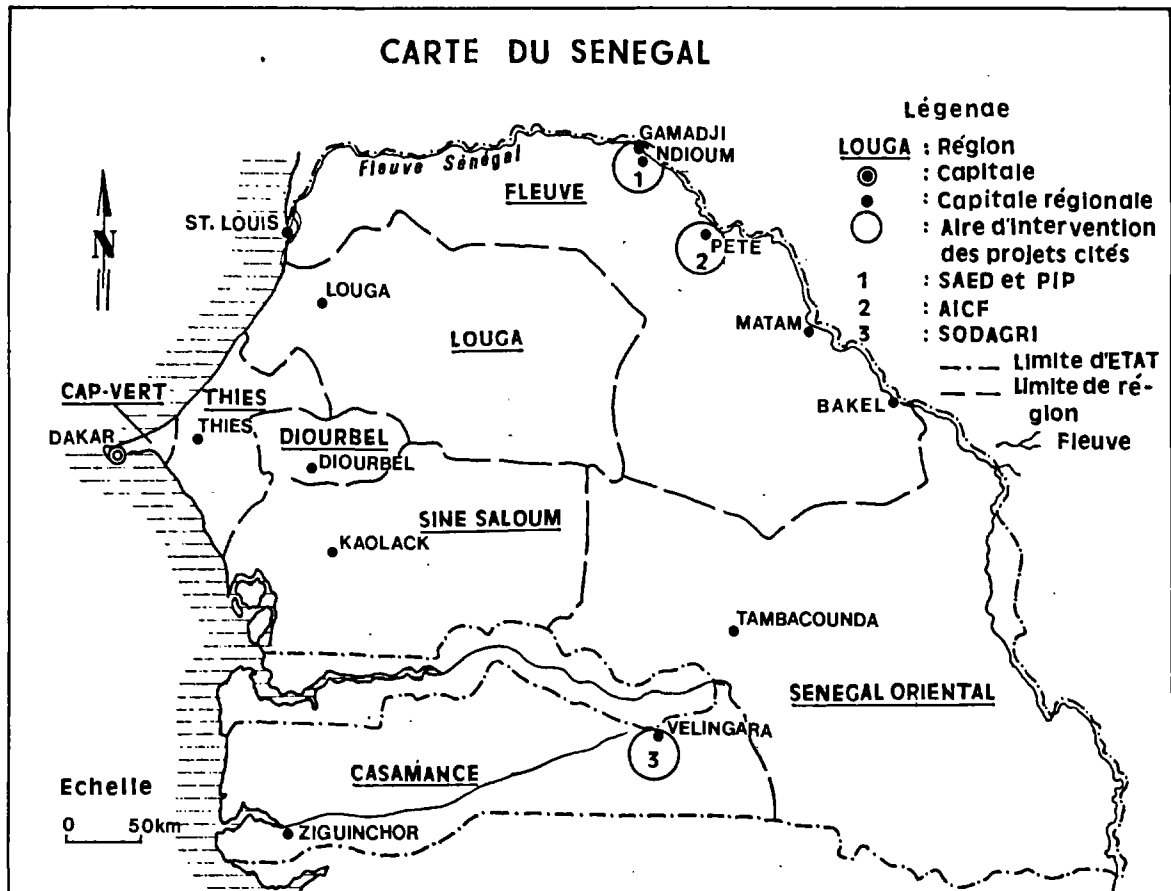 CARTE DU SENEGAL
Légende
LOUGA : Région
: Capitale
: Capitale régionale
: Aire d'intervention
des projets cités
1 : SAED et PIP
2 : AICF
3 : SODAGRI
Limite d'ETAT
Limite de ré-
gion
Fleuve
GAMADJI
NDIOUM
1
Fleuve Sénégal
FLEUVE
N
ST. LOUIS
PETE
2
LOUGA
MATAM
LOUGA
CAP-VERT
THIES
THIES
BAKEL
DAKAR
DIOURBEL
DIOURBEL
SINE SALOUM
KAOLACK
TAMBACOUNDA
SENEGAL ORIENTAL
VELINGARA
3
CASAMANCE
Echelle
0 50km
ZIGUINCHOR